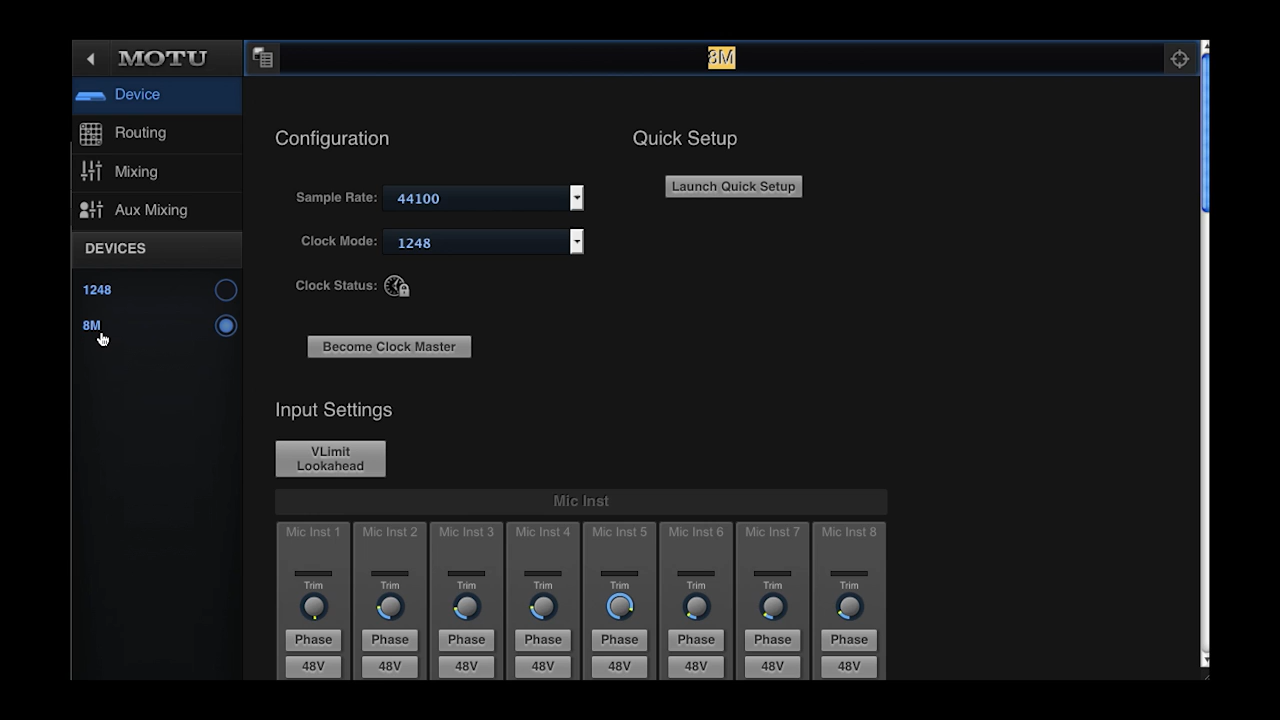 MOTU
8M
Device
Routing
Mixing
Aux Mixing
DEVICES
1248
8M
Configuration
Quick Setup
Sample Rate: 44100
Launch Quick Setup
Clock Mode: 1248
Clock Status:
Become Clock Master
Input Settings
VLimit
Lookahead
Mic Inst
Mic Inst 1 Mic Inst 2 Mic Inst 3 Mic Inst 4 Mic Inst 5 Mic Inst 6 Mic Inst 7 Mic Inst 8
Trim Trim Trim Trim Trim Trim Trim Trim
Phase Phase Phase Phase Phase Phase Phase Phase
48V 48V 48V 48V 48V 48V 48V 48V